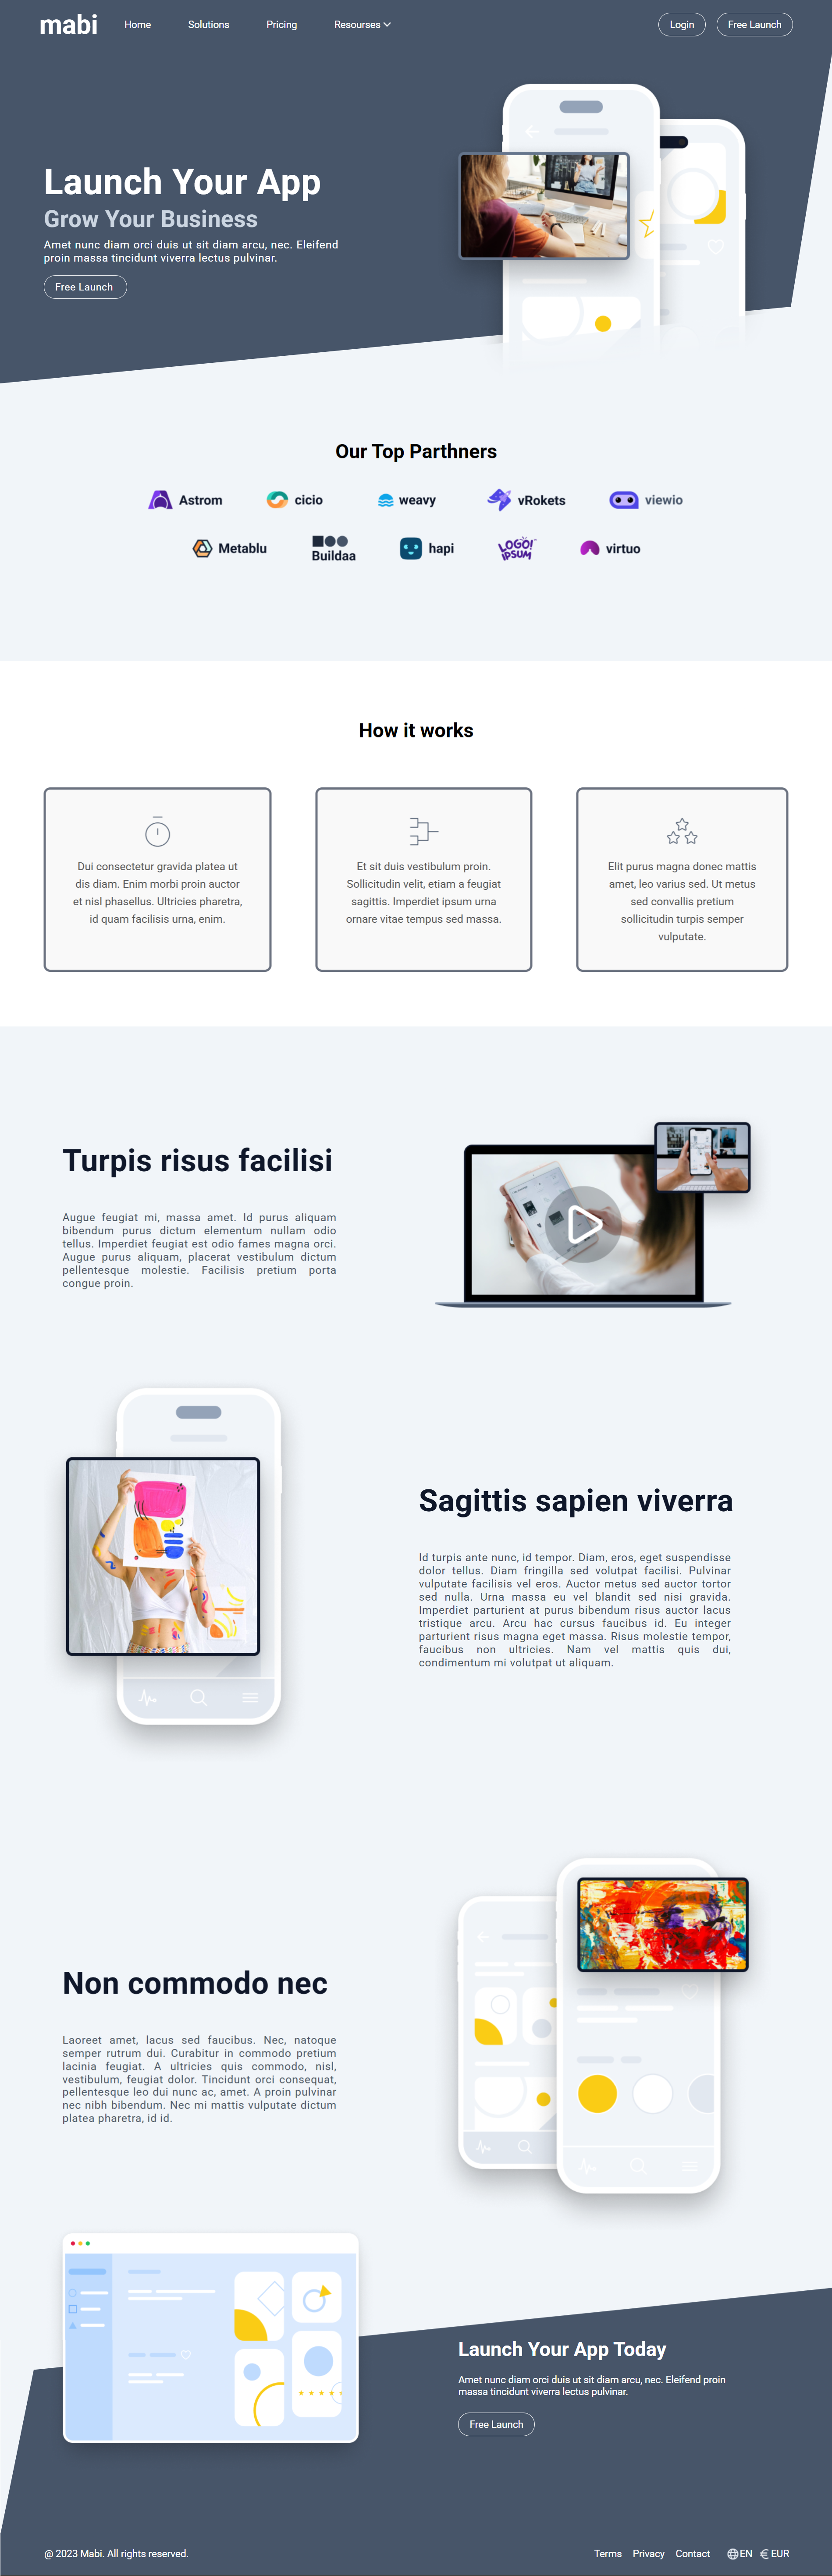 mabi
Home
Solutions
Pricing
Resourses
Login
Free Launch
Launch Your App
Grow Your Business
Amet nunc diam orci duis ut sit diam arcu, nec. Eleifend
proin massa tincidunt viverra lectus pulvinar.
Free Launch
Our Top Parthners
Astrom
cicio
weavy
vRokets
viewio
Metablu
Buildaa
hapi
LOGO!
IPSUM
virtuo
How it works
Dui consectetur gravida platea ut
dis diam. Enim morbi proin auctor
et nisl phasellus. Ultricies pharetra,
id quam facilisis urna, enim.
Et sit duis vestibulum proin.
Sollicitudin velit, etiam a feugiat
sagittis. Imperdiet ipsum urna
ornare vitae tempus sed massa.
Elit purus magna donec mattis
amet, leo varius sed. Ut metus
sed convallis pretium
sollicitudin turpis semper
vulputate.
Turpis risus facilisi
Augue feugiat mi, massa amet. Id purus aliquam
bibendum purus dictum elementum nullam odio
tellus. Imperdiet feugiat est odio fames magna orci.
Augue purus aliquam, placerat vestibulum dictum
pellentesque molestie. Facilisis pretium porta
congue proin.
Sagittis sapien viverra
Id turpis ante nunc, id tempor. Diam, eros, eget suspendisse
dolor tellus. Diam fringilla sed volutpat facilisi. Pulvinar
vulputate facilisis vel eros. Auctor metus sed auctor tortor
sed nulla. Urna massa eu vel blandit sed nisi gravida.
Imperdiet parturient at purus bibendum risus auctor lacus
tristique arcu. Arcu hac cursus faucibus id. Eu integer
parturient risus magna eget massa. Risus molestie tempor,
faucibus non ultricies. Nam vel mattis quis dui,
condimentum mi volutpat ut aliquam.
Non commodo nec
Laoreet amet, lacus sed faucibus. Nec, natoque
semper rutrum dui. Curabitur in commodo pretium
lacinia feugiat. A ultricies quis commodo, nisl,
vestibulum, feugiat dolor. Tincidunt orci consequat,
pellentesque leo dui nunc ac, amet. A proin pulvinar
nec nibh bibendum. Nec mi mattis vulputate dictum
platea pharetra, id id.
Launch Your App Today
Amet nunc diam orci duis ut sit diam arcu, nec. Eleifend proin
massa tincidunt viverra lectus pulvinar.
Free Launch
@ 2023 Mabi. All rights reserved.
Terms
Privacy
Contact
EN
€ EUR